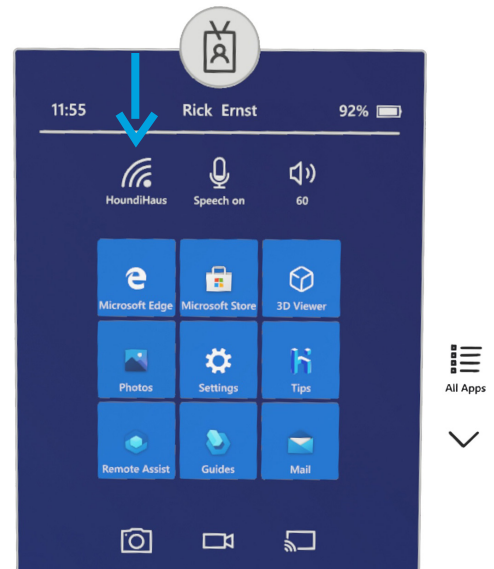 11:55 Rick Ernst 92%
HoundiHaus Speech on 60
Microsoft Edge Microsoft Store 3D Viewer
Photos Settings Tips
All Apps
Remote Assist Guides Mail